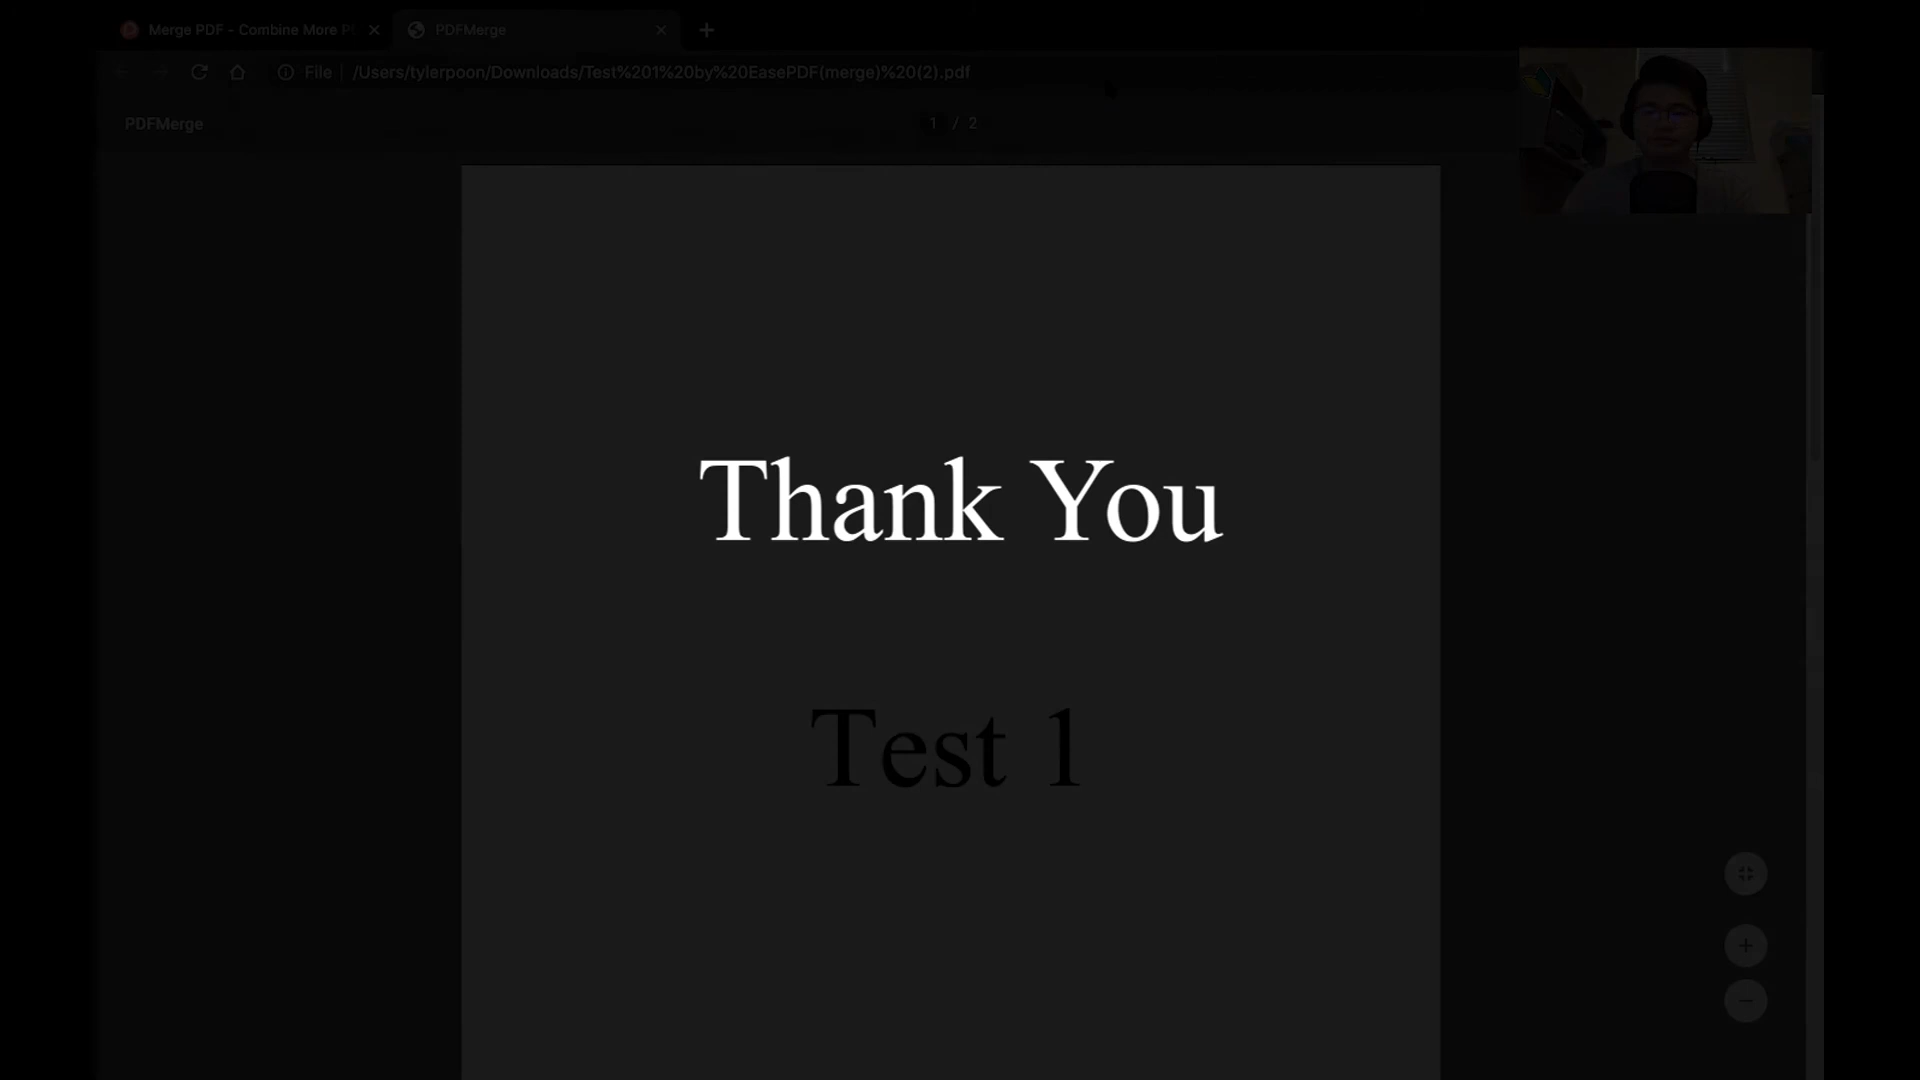 Merge PDF - Combine More P
PDFMerge
File | /Users/tylerpoon/Downloads/Test%201%20by%20EasePDF(merge)%20(2).pdf
PDFMerge
1 / 2
Thank You
Test 1